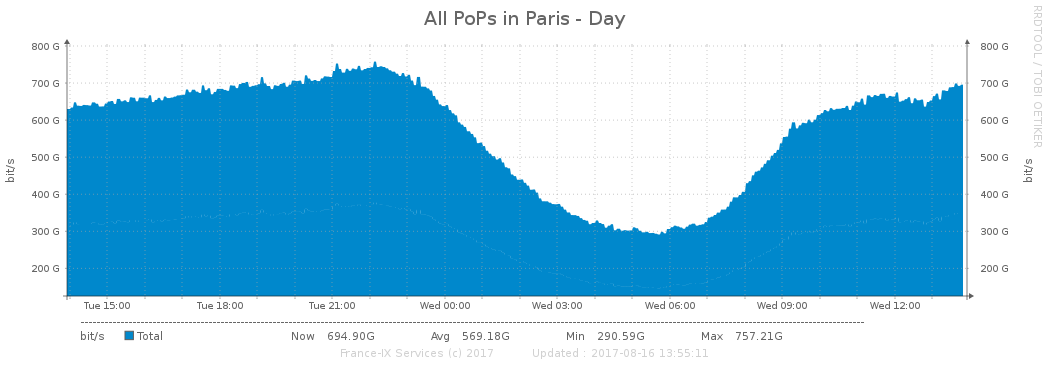 All PoPs in Paris - Day
RRDTOOL / TOBI OETIKER
800 G 800 G
700 G 700 G
600 G 600 G
500 G 500 G
400 G 400 G
300 G 300 G
200 G 200 G
bit/s
bit/s
Tue 15:00 Tue 18:00 Tue 21:00 Wed 00:00 Wed 03:00 Wed 06:00 Wed 09:00 Wed 12:00
bit/s Total Now 694.90G Avg 569.18G Min 290.59G Max 757.21G
France-IX Services (c) 2017 Updated : 2017-08-16 13:55:11